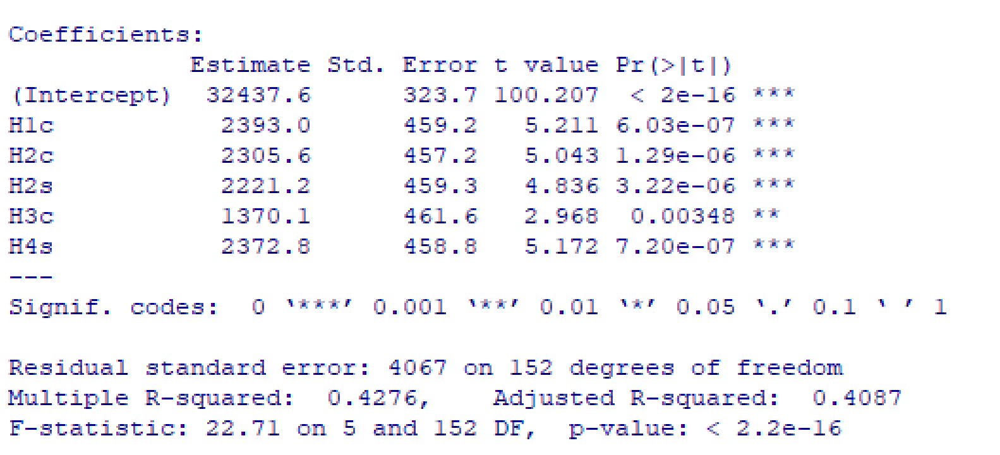 Coefficients:
            Estimate Std. Error t value Pr(>|t|)
(Intercept)  32437.6      323.7 100.207  < 2e-16 ***
H1c           2393.0      459.2   5.211 6.03e-07 ***
H2c           2305.6      457.2   5.043 1.29e-06 ***
H2s           2221.2      459.3   4.836 3.22e-06 ***
H3c           1370.1      461.6   2.968  0.00348 **
H4s           2372.8      458.8   5.172 7.20e-07 ***
---
Signif. codes:  0 ‘***’ 0.001 ‘**’ 0.01 ‘*’ 0.05 ‘.’ 0.1 ‘ ’ 1
Residual standard error: 4067 on 152 degrees of freedom
Multiple R-squared:  0.4276,    Adjusted R-squared:  0.4087
F-statistic: 22.71 on 5 and 152 DF,  p-value: < 2.2e-16